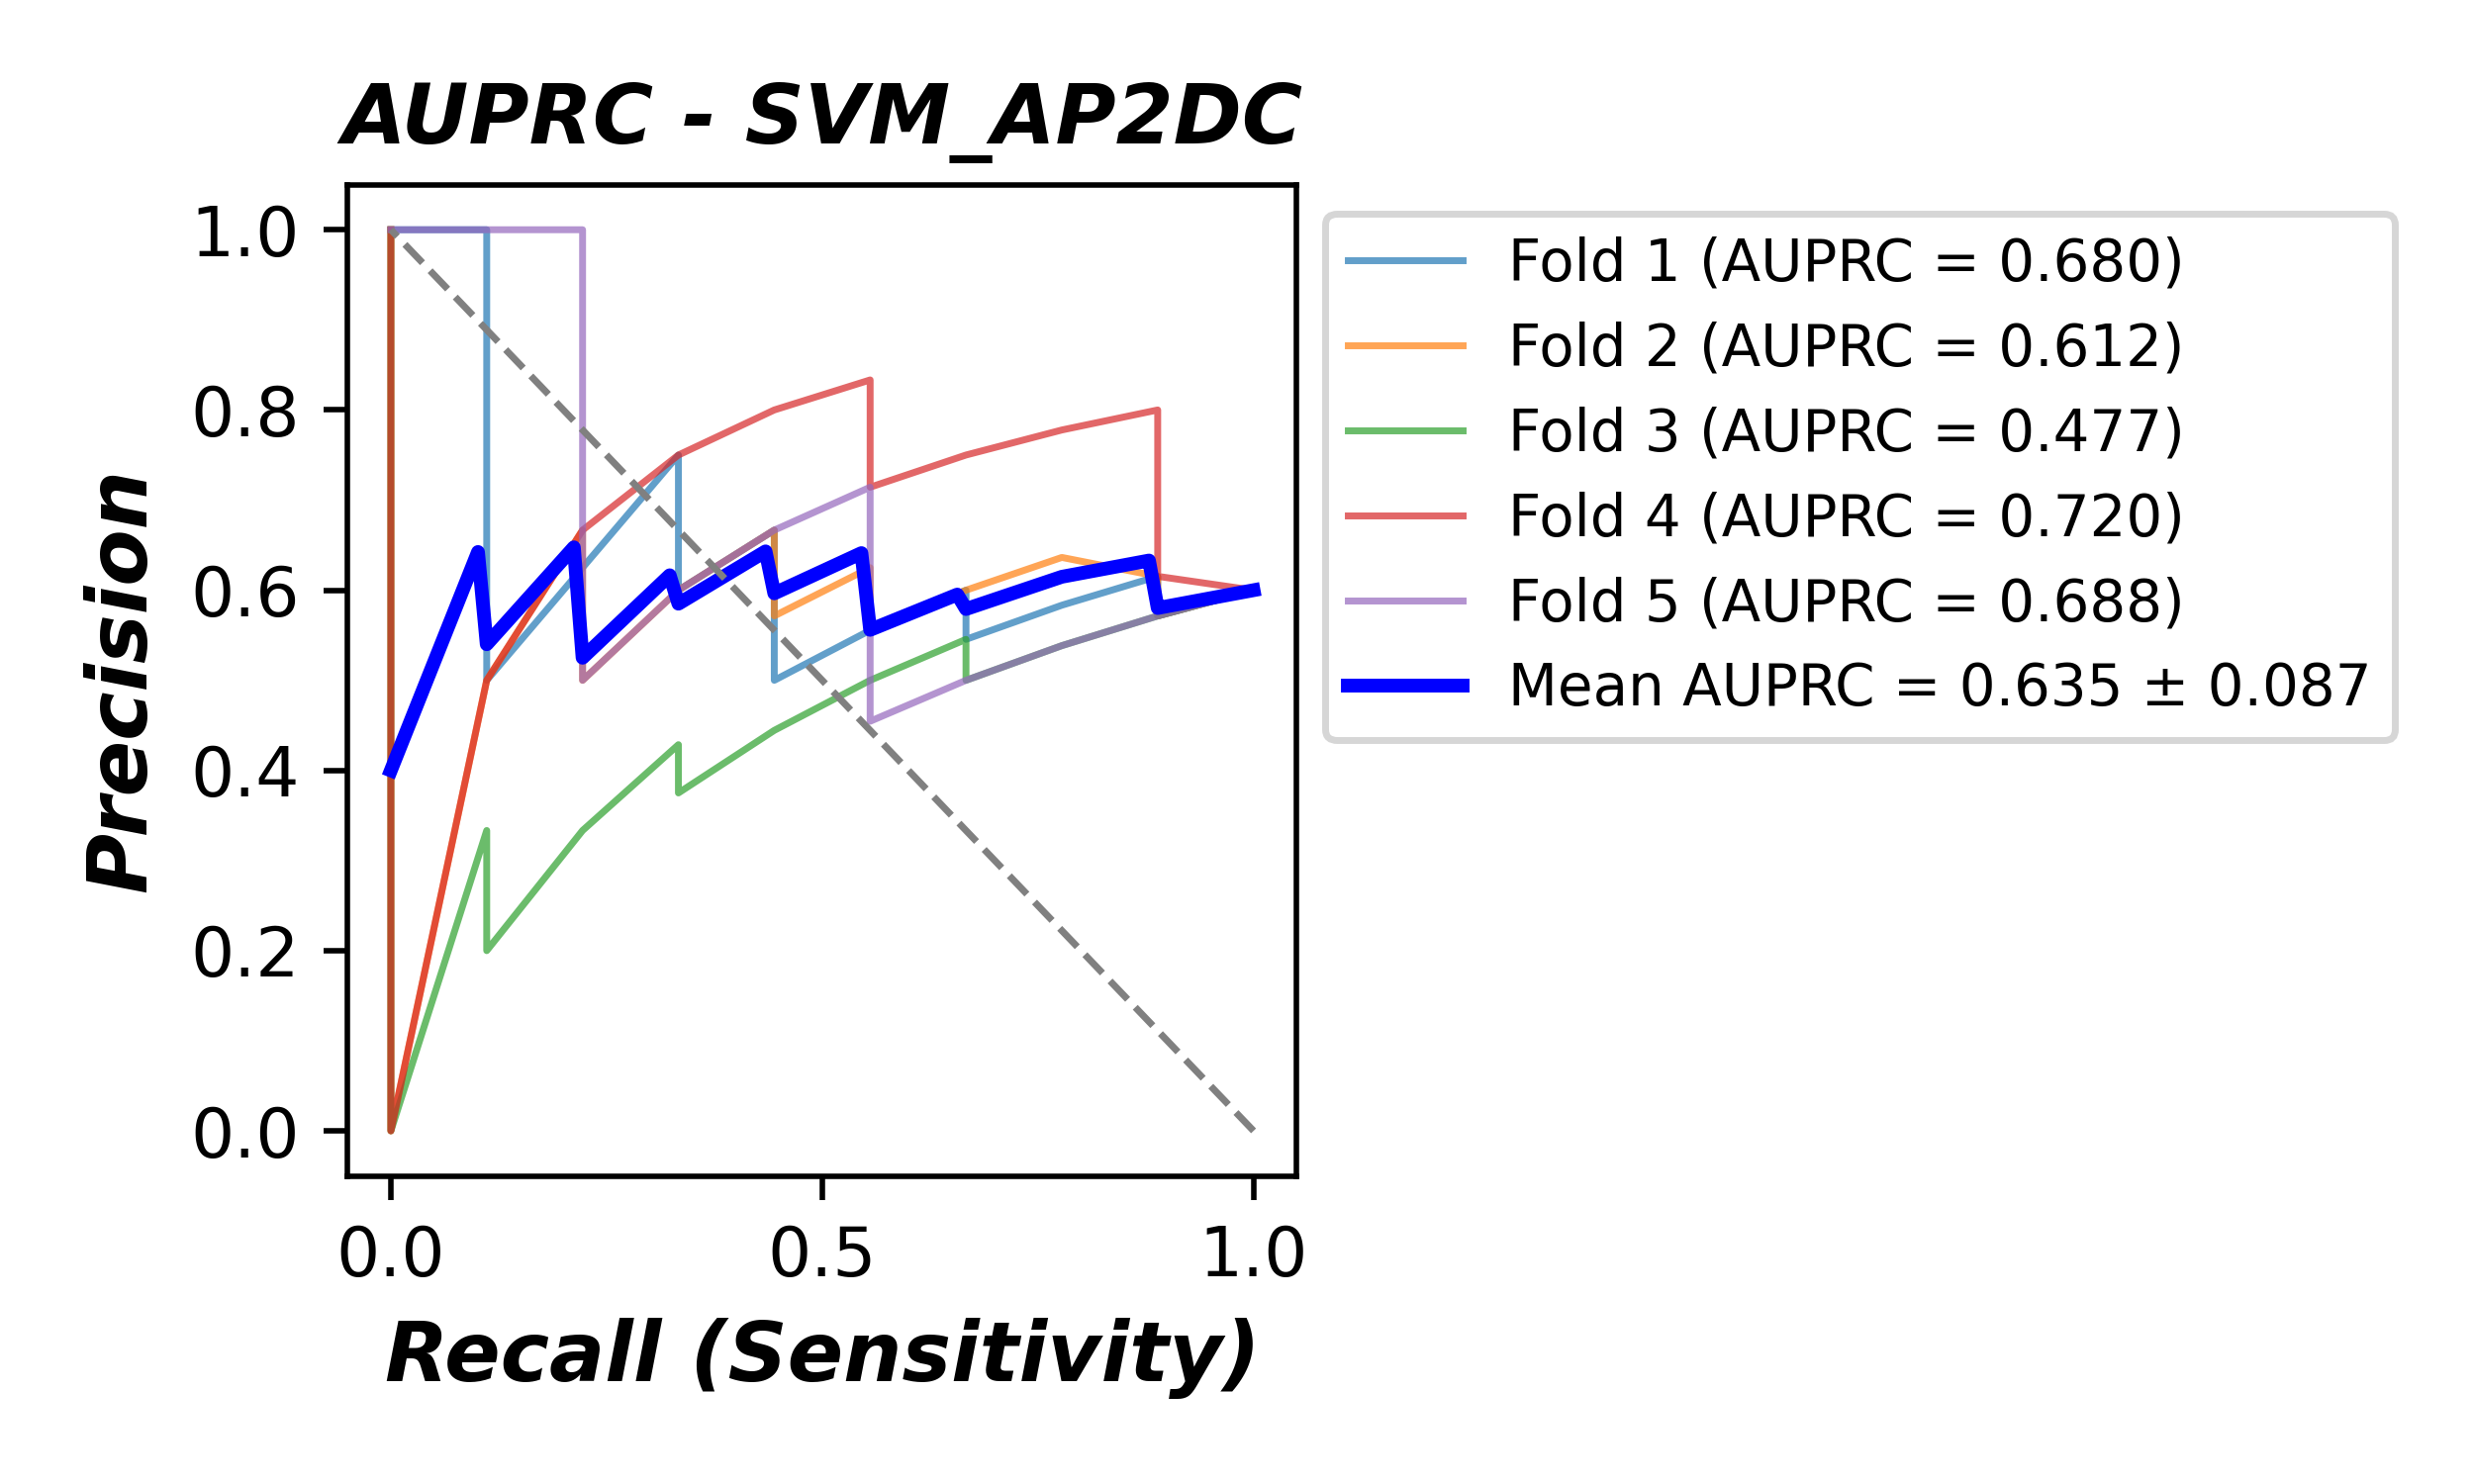 AUPRC - SVM_AP2DC
Precision
1.0
0.8
0.6
0.4
0.2
0.0
0.0 0.5 1.0
Recall (Sensitivity)
Fold 1 (AUPRC = 0.680)
Fold 2 (AUPRC = 0.612)
Fold 3 (AUPRC = 0.477)
Fold 4 (AUPRC = 0.720)
Fold 5 (AUPRC = 0.688)
Mean AUPRC = 0.635 ± 0.087